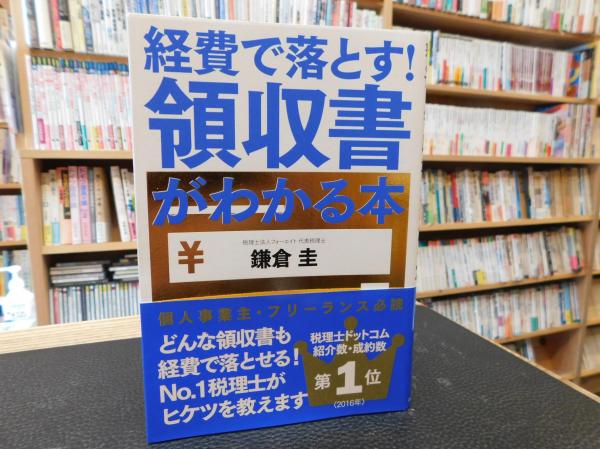 経費で落とす!
領収書
がわかる本
¥
税理士法人フォーエイト 代表税理士
鎌倉 圭
個人事業主・フリーランス必読
どんな領収書も
経費で落とせる!
No.1税理士が
ヒケツを教えます
税理士ドットコム
紹介数・成約数
第1位
(2016年)